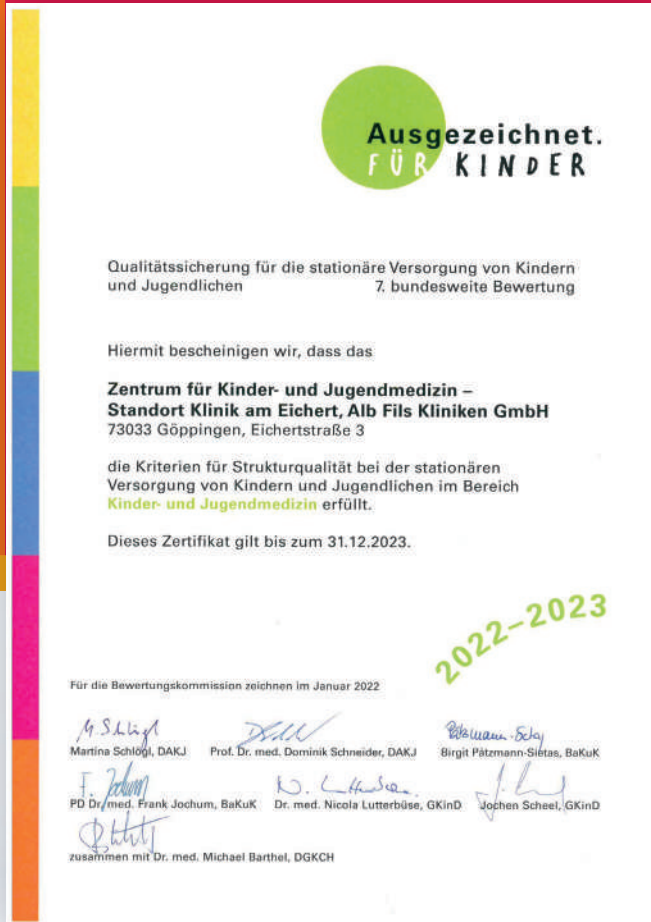 Ausgezeichnet.
FÜR KINDER
Qualitätssicherung für die stationäre Versorgung von Kindern
und Jugendlichen 7. bundesweite Bewertung
Hiermit bescheinigen wir, dass das
Zentrum für Kinder- und Jugendmedizin –
Standort Klinik am Eichert, Alb Fils Kliniken GmbH
73033 Göppingen, Eichertstraße 3
die Kriterien für Strukturqualität bei der stationären
Versorgung von Kindern und Jugendlichen im Bereich
Kinder- und Jugendmedizin erfüllt.
Dieses Zertifikat gilt bis zum 31.12.2023.
2022–2023
Für die Bewertungskommission zeichnen im Januar 2022
Martina Schlögl, DAKJ Prof. Dr. med. Dominik Schneider, DAKJ Birgit Pätzmann-Sietas, BaKuK
PD Dr. med. Frank Jochum, BaKuK Dr. med. Nicola Lutterbüse, GKinD Jochen Scheel, GKinD
zusammen mit Dr. med. Michael Barthel, DGKCH